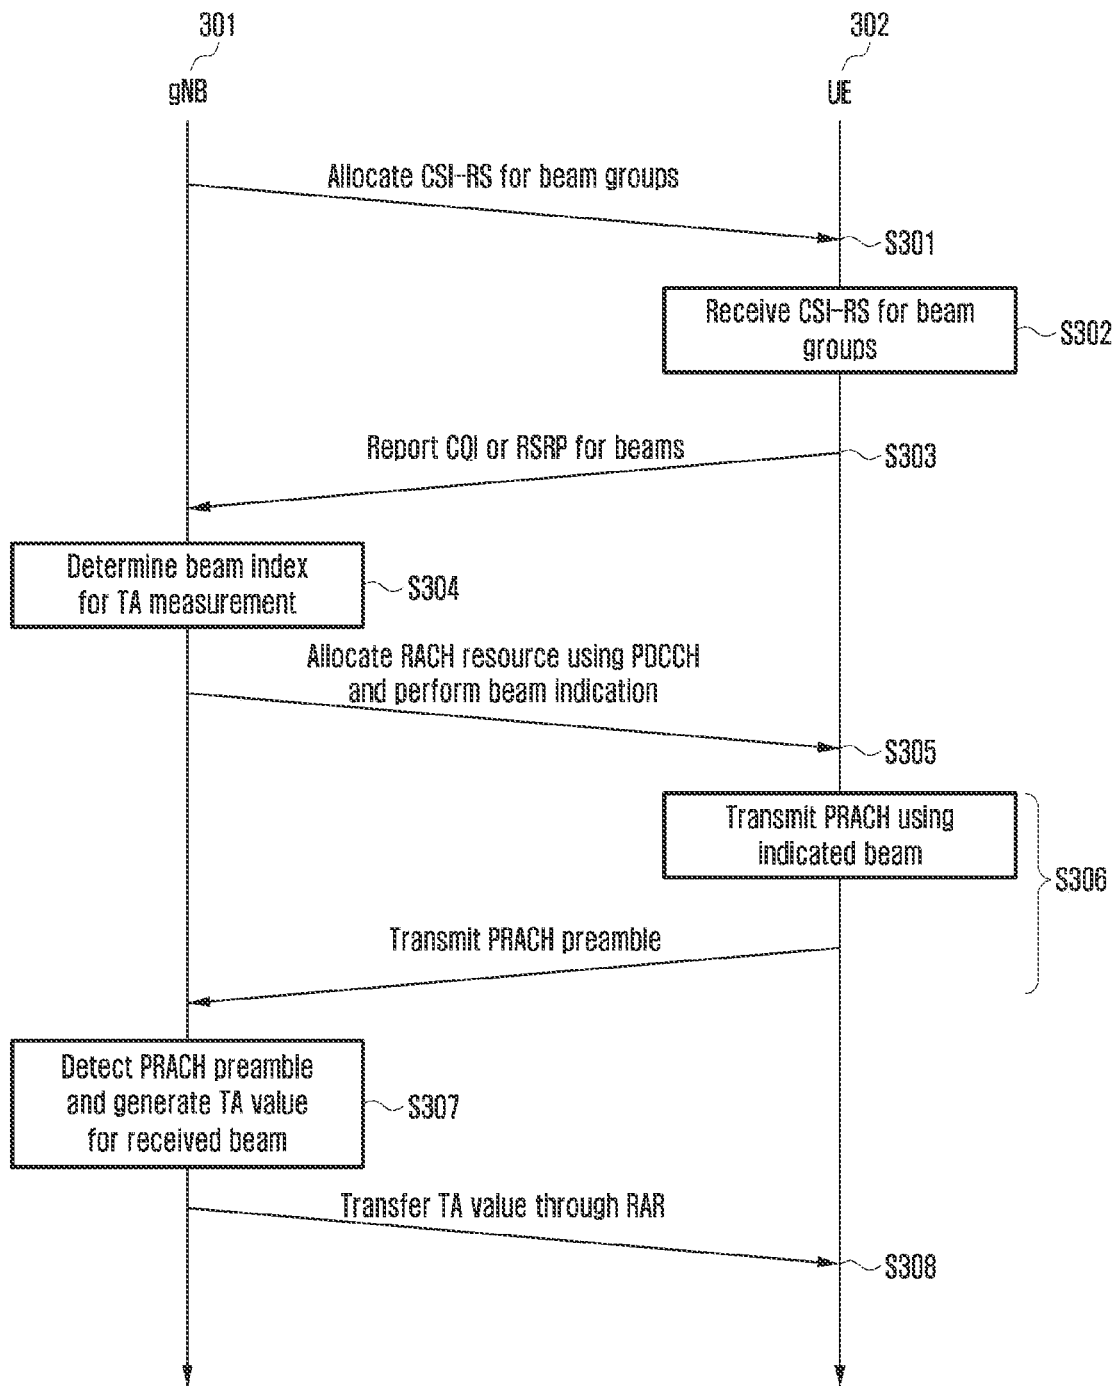 301
302
gNB
UE
Allocate CSI-RS for beam groups
S301
Receive CSI-RS for beam
groups
S302
Report CQI or RSRP for beams
S303
Determine beam index
for TA measurement
S304
Allocate RACH resource using PDCCH
and perform beam indication
S305
Transmit PRACH using
indicated beam
S306
Transmit PRACH preamble
Detect PRACH preamble
and generate TA value
for received beam
S307
Transfer TA value through RAR
S308